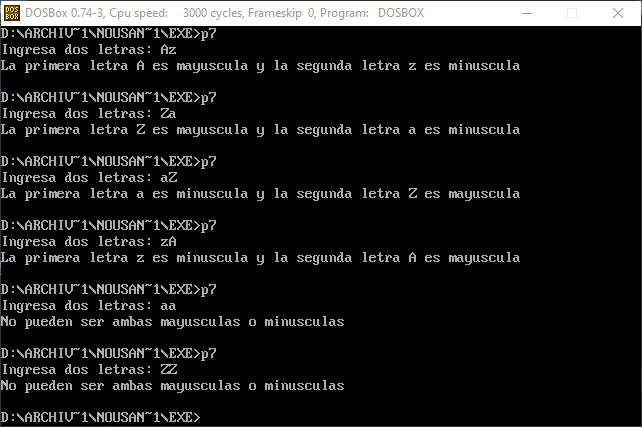 DOS BOX
DOSBox 0.74-3, Cpu speed: 3000 cycles, Frameskip 0, Program: DOSBOX
D:\ARCHIV~1\NOUSAN~1\EXE>p7
Ingresa dos letras: Az
La primera letra A es mayuscula y la segunda letra z es minuscula
D:\ARCHIV~1\NOUSAN~1\EXE>p7
Ingresa dos letras: Za
La primera letra Z es mayuscula y la segunda letra a es minuscula
D:\ARCHIV~1\NOUSAN~1\EXE>p7
Ingresa dos letras: aZ
La primera letra a es minuscula y la segunda letra Z es mayuscula
D:\ARCHIV~1\NOUSAN~1\EXE>p7
Ingresa dos letras: zA
La primera letra z es minuscula y la segunda letra A es mayuscula
D:\ARCHIV~1\NOUSAN~1\EXE>p7
Ingresa dos letras: aa
No pueden ser ambas mayusculas o minusculas
D:\ARCHIV~1\NOUSAN~1\EXE>p7
Ingresa dos letras: ZZ
No pueden ser ambas mayusculas o minusculas
D:\ARCHIV~1\NOUSAN~1\EXE>